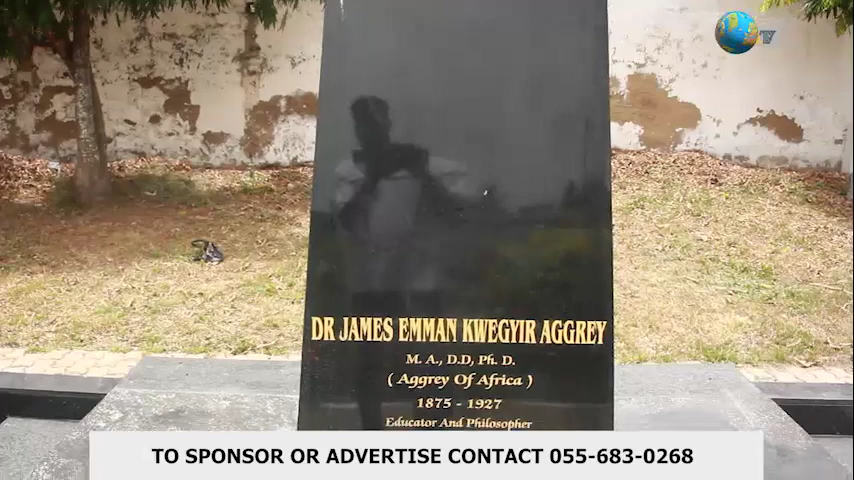 TV
DR JAMES EMMAN KWEGYIR AGGREY
M. A., D.D, Ph. D.
( Aggrey Of Africa )
1875 - 1927
Educator And Philosopher
TO SPONSOR OR ADVERTISE CONTACT 055-683-0268